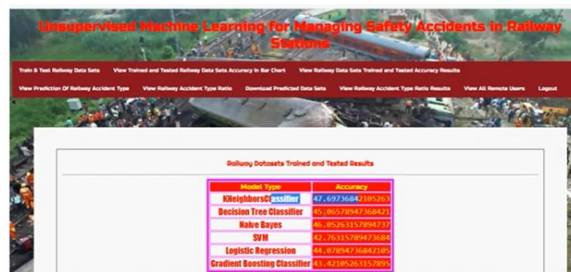 Unsupervised Machine Learning for Managing Safety Accidents in Railway
Stations
Train & Test Railway Data Sets View Trained and Tested Railway Data Sets Accuracy in Bar Chart View Railway Data Sets Trained and Tested Accuracy Results
View Prediction Of Railway Accident Type View Railway Accident Type Ratio Download Predicted Data Sets View Railway Accident Type Ratio Results View All Remote Users Logout
Railway Datasets Trained and Tested Results
Model Type Accuracy
KNeighborsClassifier 47.69736842105263
Decision Tree Classifier 45.06578947368421
Naive Bayes 46.05263157894737
SVM 42.76315789473684
Logistic Regression 44.07894736842105
Gradient Boosting Classifier 43.42105263157895